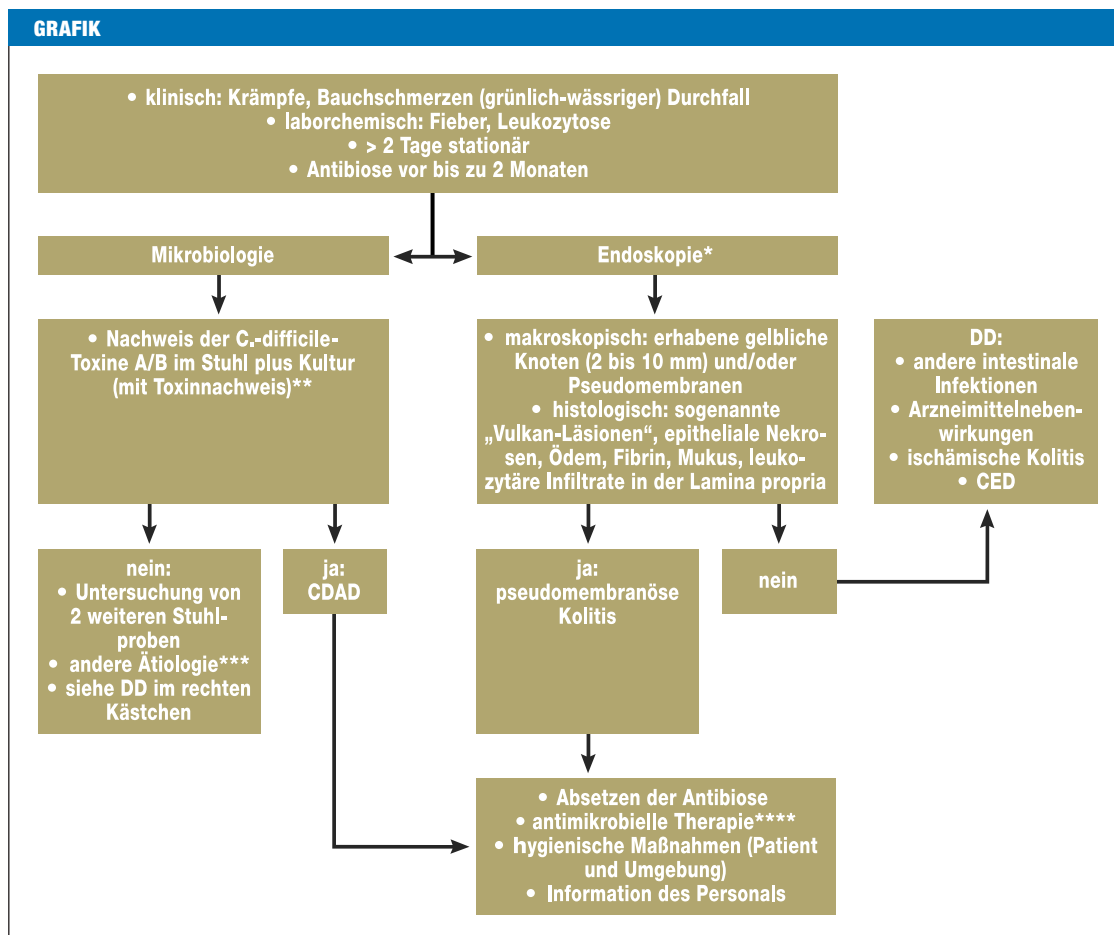 GRAFIK
• klinisch: Krämpfe, Bauchschmerzen (grünlich-wässriger) Durchfall
• laborchemisch: Fieber, Leukozytose
• > 2 Tage stationär
• Antibiose vor bis zu 2 Monaten
Mikrobiologie
Endoskopie*
• Nachweis der C.-difficile-
Toxine A/B im Stuhl plus Kultur
(mit Toxinnachweis)**
• makroskopisch: erhabene gelbliche
Knoten (2 bis 10 mm) und/oder
Pseudomembranen
• histologisch: sogenannte
„Vulkan-Läsionen“, epitheliale Nekro-
sen, Ödem, Fibrin, Mukus, leuko-
zytäre Infiltrate in der Lamina propria
DD:
• andere intestinale
Infektionen
• Arzneimittelneben-
wirkungen
• ischämische Kolitis
• CED
nein:
• Untersuchung von
2 weiteren Stuhl-
proben
• andere Ätiologie***
• siehe DD im rechten
Kästchen
ja:
CDAD
ja:
pseudomembranöse
Kolitis
nein
• Absetzen der Antibiose
• antimikrobielle Therapie****
• hygienische Maßnahmen (Patient
und Umgebung)
• Information des Personals